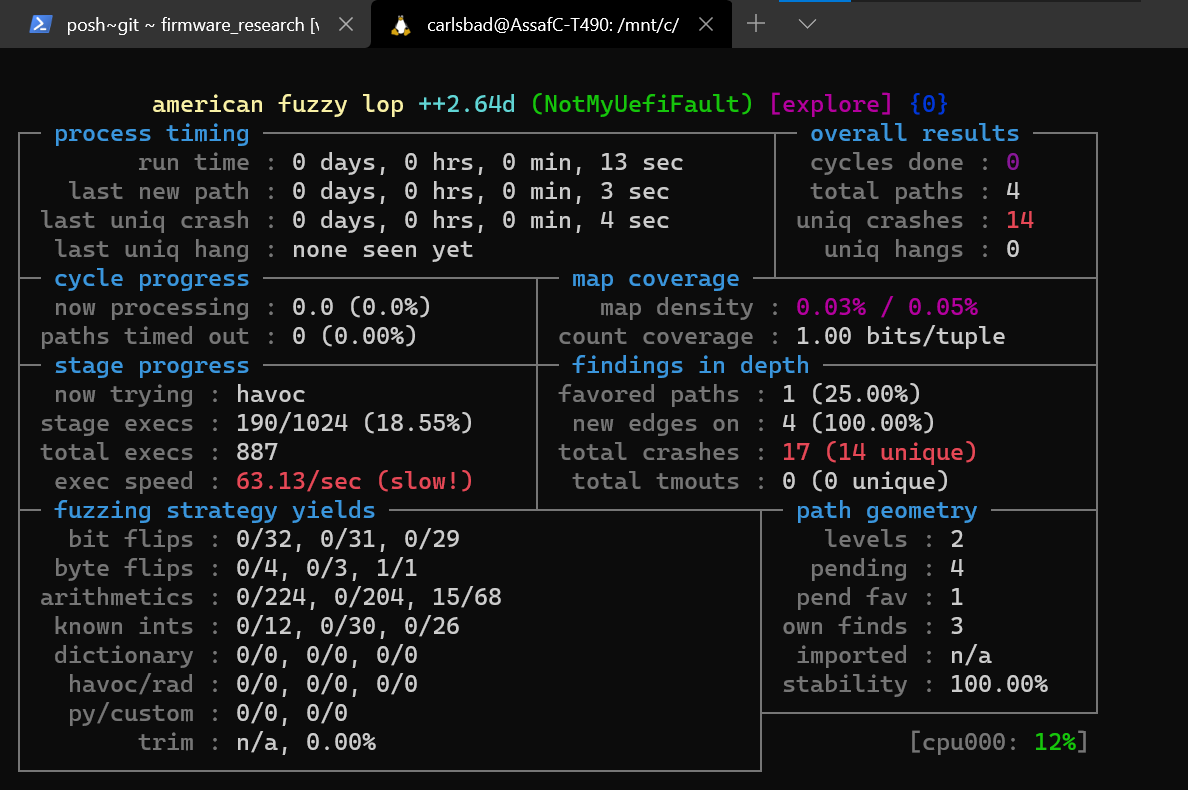 posh~git ~ firmware_research [v
carlsbad@AssafC-T490: /mnt/c/
american fuzzy lop ++2.64d (NotMyUefiFault) [explore] {0}
process timing
overall results
run time : 0 days, 0 hrs, 0 min, 13 sec
cycles done : 0
last new path : 0 days, 0 hrs, 0 min, 3 sec
total paths : 4
last uniq crash : 0 days, 0 hrs, 0 min, 4 sec
uniq crashes : 14
last uniq hang : none seen yet
uniq hangs : 0
cycle progress
map coverage
now processing : 0.0 (0.0%)
map density : 0.03% / 0.05%
paths timed out : 0 (0.00%)
count coverage : 1.00 bits/tuple
stage progress
findings in depth
now trying : havoc
favored paths : 1 (25.00%)
stage execs : 190/1024 (18.55%)
new edges on : 4 (100.00%)
total execs : 887
total crashes : 17 (14 unique)
exec speed : 63.13/sec (slow!)
total tmouts : 0 (0 unique)
fuzzing strategy yields
path geometry
bit flips : 0/32, 0/31, 0/29
levels : 2
byte flips : 0/4, 0/3, 1/1
pending : 4
arithmetics : 0/224, 0/204, 15/68
pend fav : 1
known ints : 0/12, 0/30, 0/26
own finds : 3
dictionary : 0/0, 0/0, 0/0
imported : n/a
havoc/rad : 0/0, 0/0, 0/0
stability : 100.00%
py/custom : 0/0, 0/0
trim : n/a, 0.00%
[cpu000: 12%]